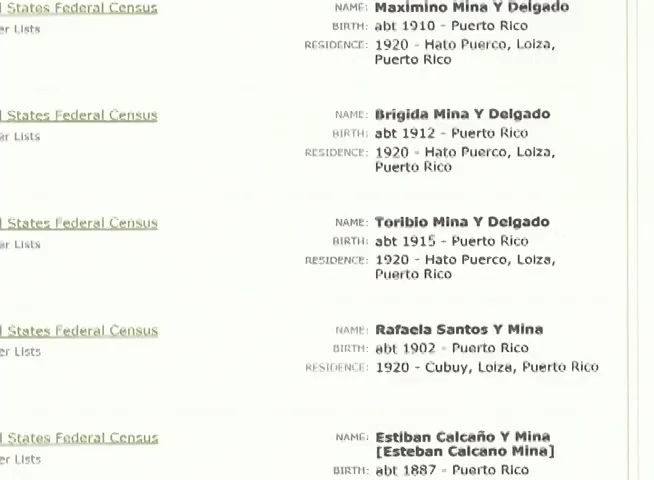 States Federal Census
NAME: Maximino Mina Y Delgado
er Lists
BIRTH: abt 1910 - Puerto Rico
RESIDENCE: 1920 - Hato Puerco, Loiza,
Puerto Rico
States Federal Census
NAME: Brigida Mina Y Delgado
er Lists
BIRTH: abt 1912 - Puerto Rico
RESIDENCE: 1920 - Hato Puerco, Loiza,
Puerto Rico
States Federal Census
NAME: Toribio Mina Y Delgado
er Lists
BIRTH: abt 1915 - Puerto Rico
RESIDENCE: 1920 - Hato Puerco, Loiza,
Puerto Rico
States Federal Census
NAME: Rafaela Santos Y Mina
er Lists
BIRTH: abt 1902 - Puerto Rico
RESIDENCE: 1920 - Cubuy, Loiza, Puerto Rico
States Federal Census
NAME: Estiban Calcaño Y Mina
[Esteban Calcano Mina]
er Lists
BIRTH: abt 1887 - Puerto Rico